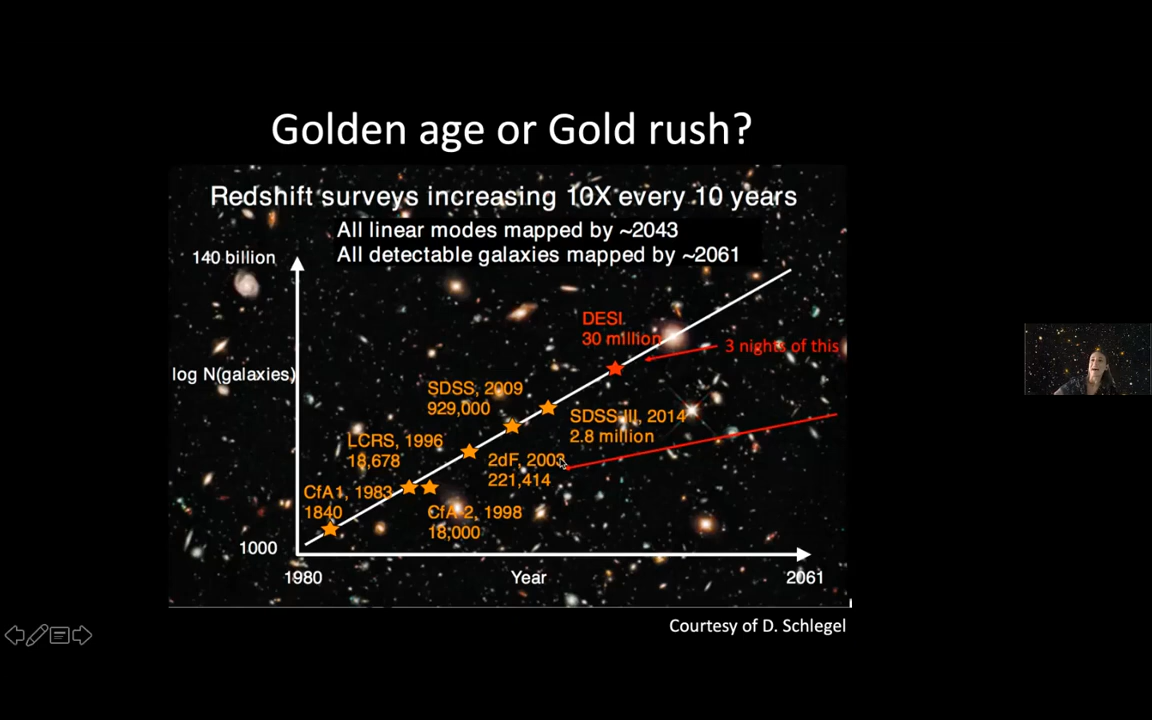 Golden age or Gold rush?
Redshift surveys increasing 10X every 10 years
All linear modes mapped by ~2043
All detectable galaxies mapped by ~2061
140 billion
DESI.
30 million
3 nights of this
log N(galaxies)
SDSS, 2009
929,000
SDSS-III, 2014
2.8 million
LCRS, 1996
18,678
2dF, 2003
221,414
CfA1, 1983
1840
CfA-2, 1998
18,000
1000
1980
Year
2061
Courtesy of D. Schlegel